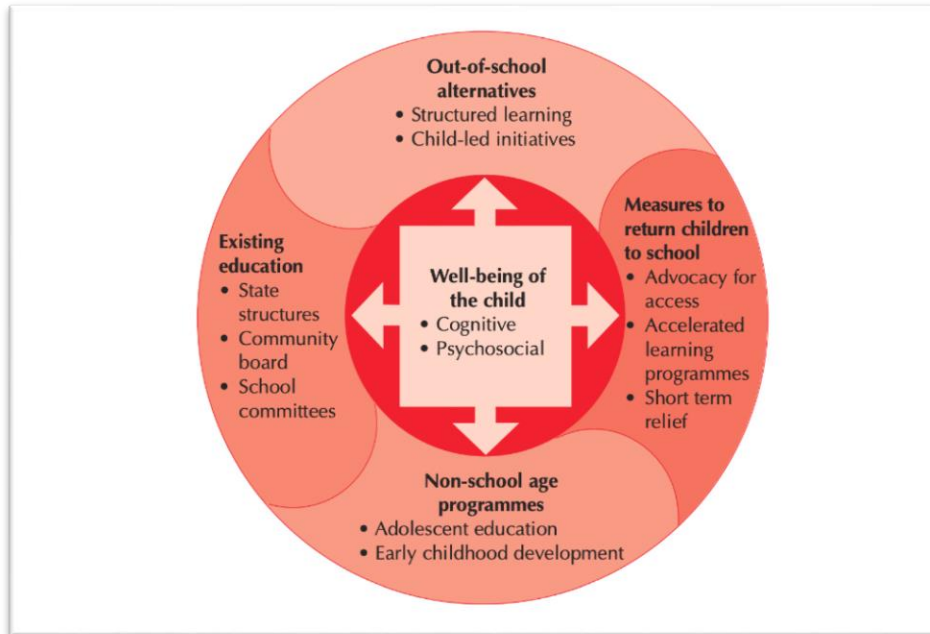 Out-of-school
alternatives
• Structured learning
• Child-led initiatives
Existing
education
• State
structures
• Community
board
• School
committees
Well-being of
the child
• Cognitive
• Psychosocial
Measures to
return children
to school
• Advocacy for
access
• Accelerated
learning
programmes
• Short term
relief
Non-school age
programmes
• Adolescent education
• Early childhood development